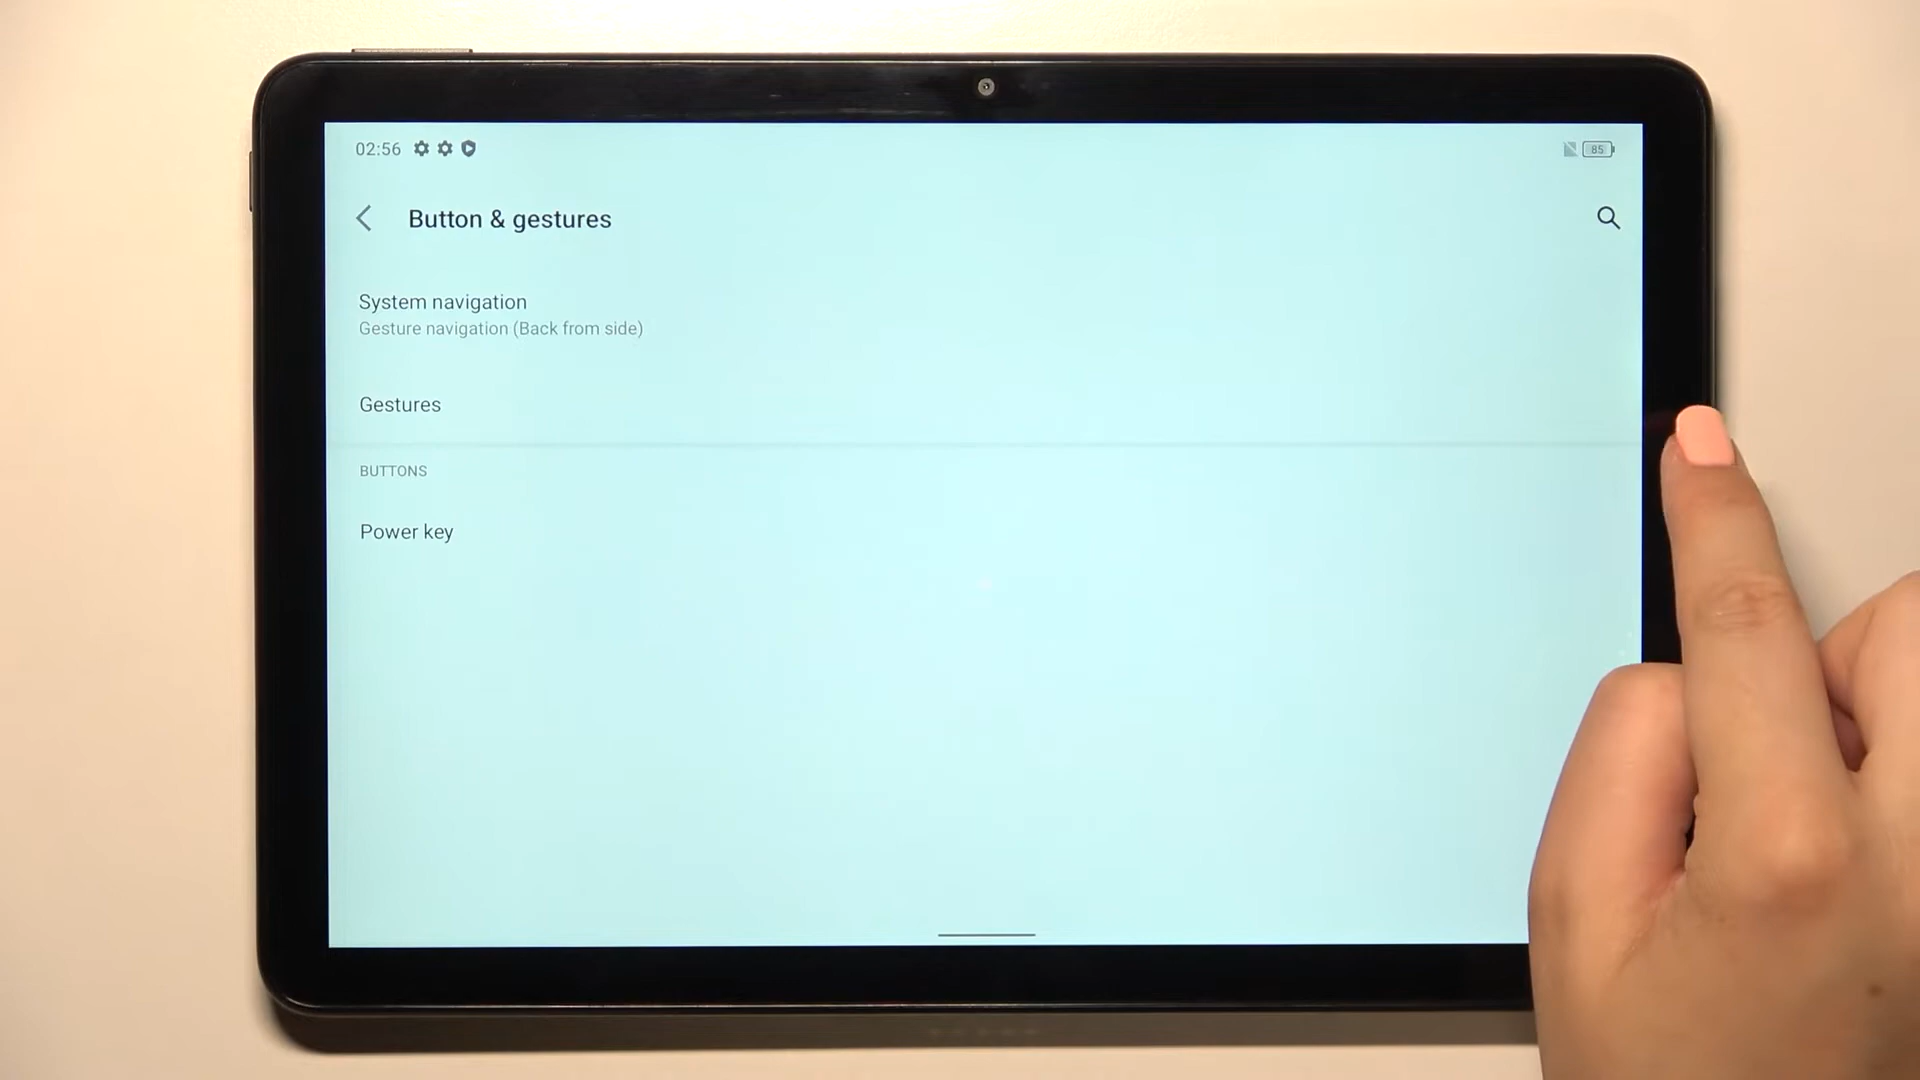 02:56
85
Button & gestures
System navigation
Gesture navigation (Back from side)
Gestures
BUTTONS
Power key